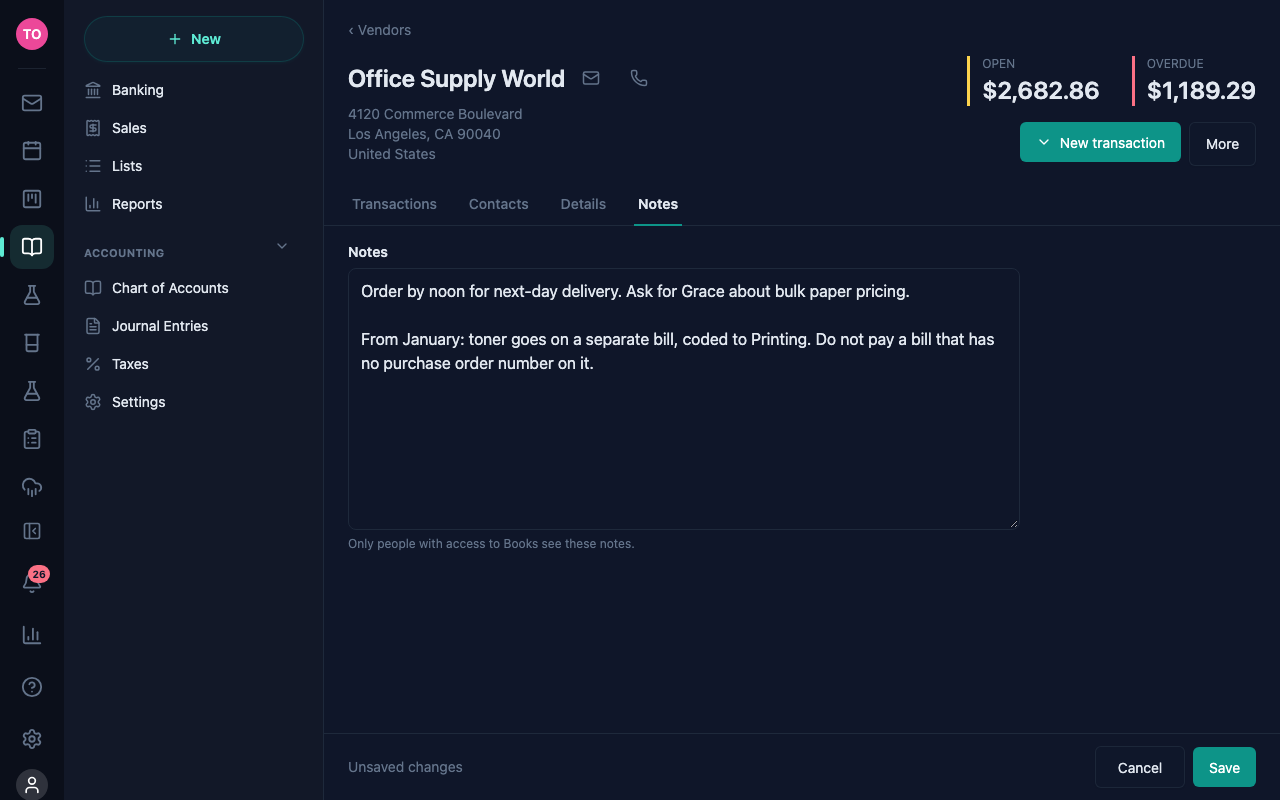 TO
26
+ New
Banking
Sales
Lists
Reports
ACCOUNTING
Chart of Accounts
Journal Entries
Taxes
Settings
‹ Vendors
Office Supply World
4120 Commerce Boulevard
Los Angeles, CA 90040
United States
OPEN
$2,682.86
OVERDUE
$1,189.29
New transaction
More
Transactions
Contacts
Details
Notes
Notes
Order by noon for next-day delivery. Ask for Grace about bulk paper pricing.
From January: toner goes on a separate bill, coded to Printing. Do not pay a bill that has
no purchase order number on it.
Only people with access to Books see these notes.
Unsaved changes
Cancel
Save